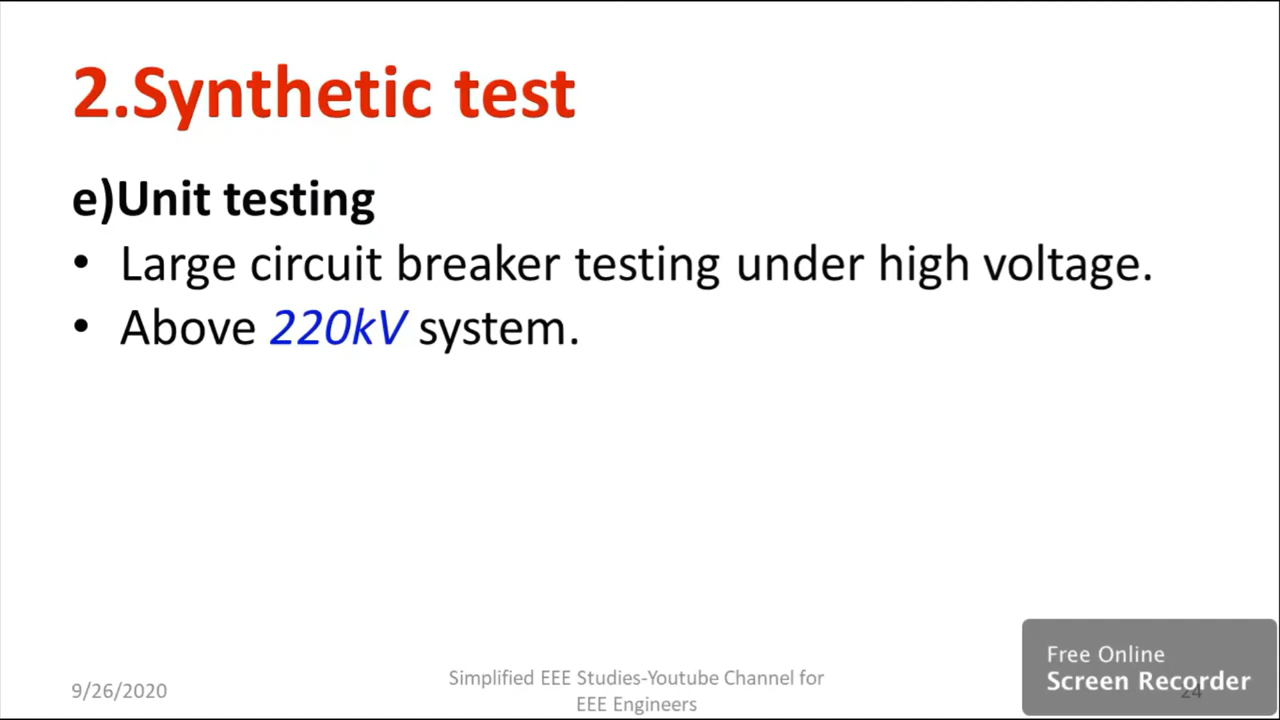 2.Synthetic test
e)Unit testing
• Large circuit breaker testing under high voltage.
• Above 220kV system.
9/26/2020
Simplified EEE Studies-Youtube Channel for
EEE Engineers
24
Free Online
Screen Recorder